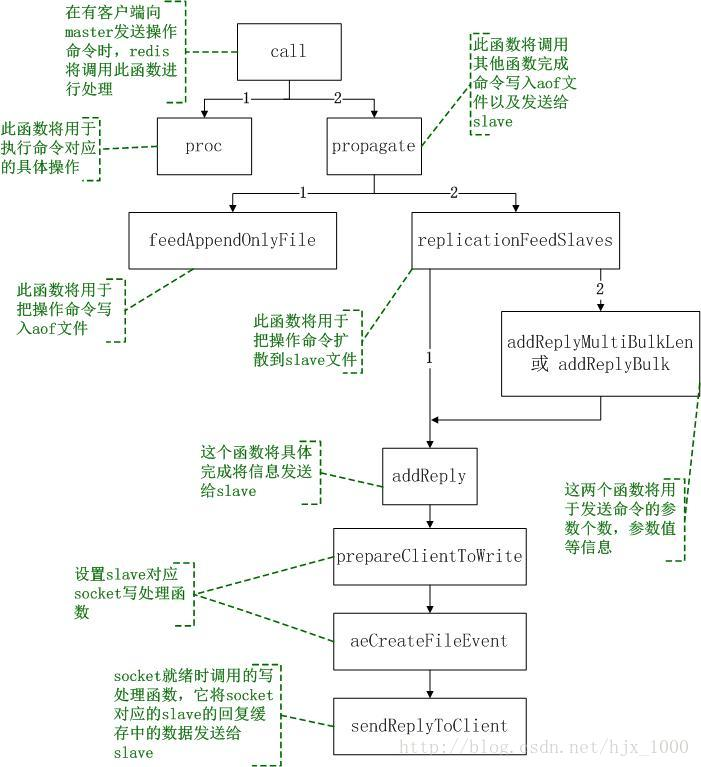 在有客户端向
master发送操作
命令时，redis
将调用此函数进
行处理
call
此函数将调用
其他函数完成
命令写入aof文
件以及发送给
slave
1
2
此函数将用于
执行命令对应
的具体操作
proc
propagate
1
2
feedAppendOnlyFile
replicationFeedSlaves
此函数将用于
把操作命令写
入aof文件
此函数将用于
把操作命令扩
散到slave文件
1
2
addReplyMultiBulkLen
或 addReplyBulk
这个函数将具体
完成将信息发送
给slave
addReply
这两个函数将用
于发送命令的参
数个数，参数值
等信息
prepareClientToWrite
设置slave对应
socket写处理函
数
aeCreateFileEvent
socket就绪时调用的写
处理函数，它将socket
对应的slave的回复缓
存中的数据发送给
slave
sendReplyToClient
http://blog.csdn.net/hjx_1000